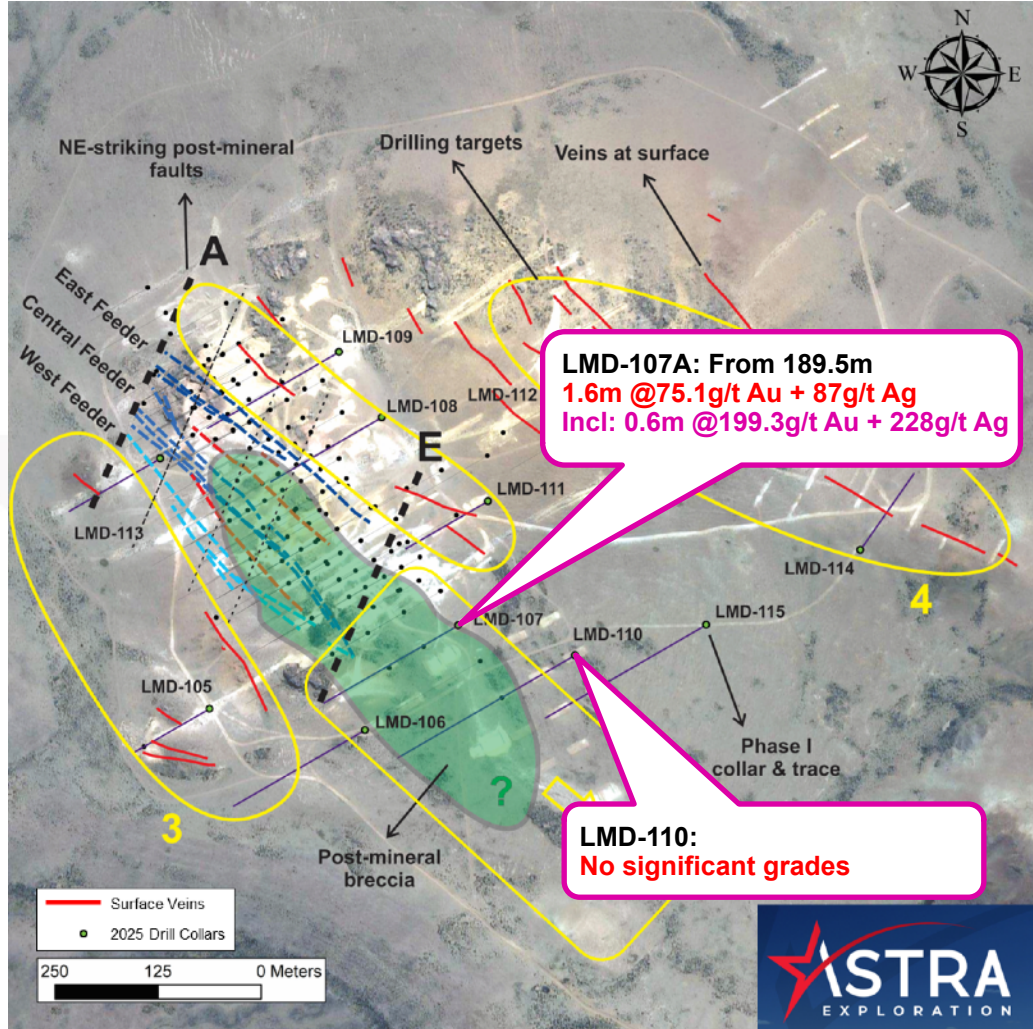 N
W
E
S
NE-striking post-mineral
faults
Drilling targets
Veins at surface
A
East Feeder
Central Feeder
West Feeder
LMD-109
LMD-108
LMD-112
E
LMD-111
LMD-113
LMD-107A: From 189.5m
1.6m @75.1g/t Au + 87g/t Ag
Incl: 0.6m @199.3g/t Au + 228g/t Ag
LMD-114
4
LMD-107
LMD-110
LMD-115
LMD-105
LMD-106
3
?
Phase I
collar & trace
Post-mineral
breccia
LMD-110:
No significant grades
Surface Veins
2025 Drill Collars
250 125 0 Meters
ASTRA
EXPLORATION